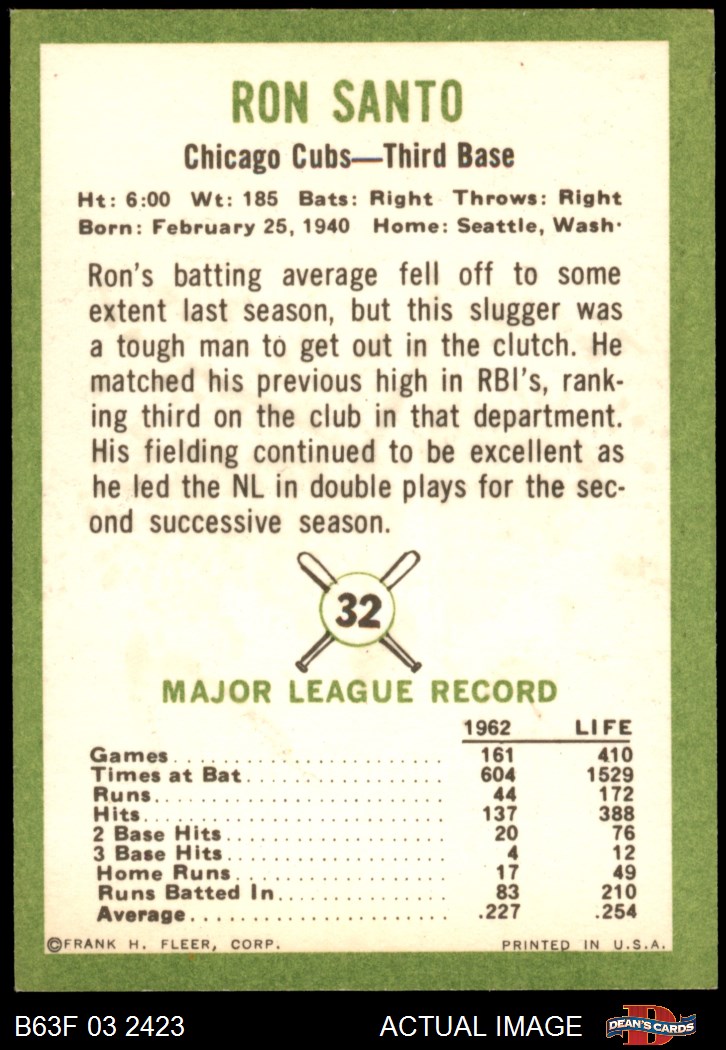 RON SANTO
Chicago Cubs—Third Base
Ht: 6:00 Wt: 185 Bats: Right Throws: Right
Born: February 25, 1940 Home: Seattle, Wash.
Ron's batting average fell off to some
extent last season, but this slugger was
a tough man to get out in the clutch. He
matched his previous high in RBI's, rank-
ing third on the club in that department.
His fielding continued to be excellent as
he led the NL in double plays for the sec-
ond successive season.
32
MAJOR LEAGUE RECORD
1962 LIFE
Games 161 410
Times at Bat 604 1529
Runs 44 172
Hits 137 388
2 Base Hits 20 76
3 Base Hits 4 12
Home Runs 17 49
Runs Batted In 83 210
Average .227 .254
©FRANK H. FLEER, CORP. PRINTED IN U.S.A.
B63F 03 2423 ACTUAL IMAGE D DEAN'S CARDS